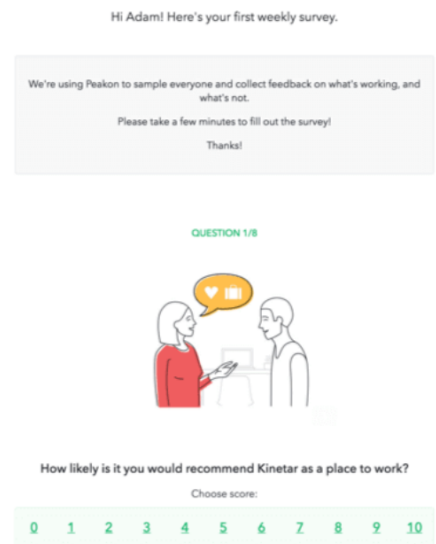 Hi Adam! Here's your first weekly survey.
We're using Peakon to sample everyone and collect feedback on what's working, and
what's not.
Please take a few minutes to fill out the survey!
Thanks!
QUESTION 1/8
How likely is it you would recommend Kinetar as a place to work?
Choose score:
0 1 2 3 4 5 6 7 8 9 10